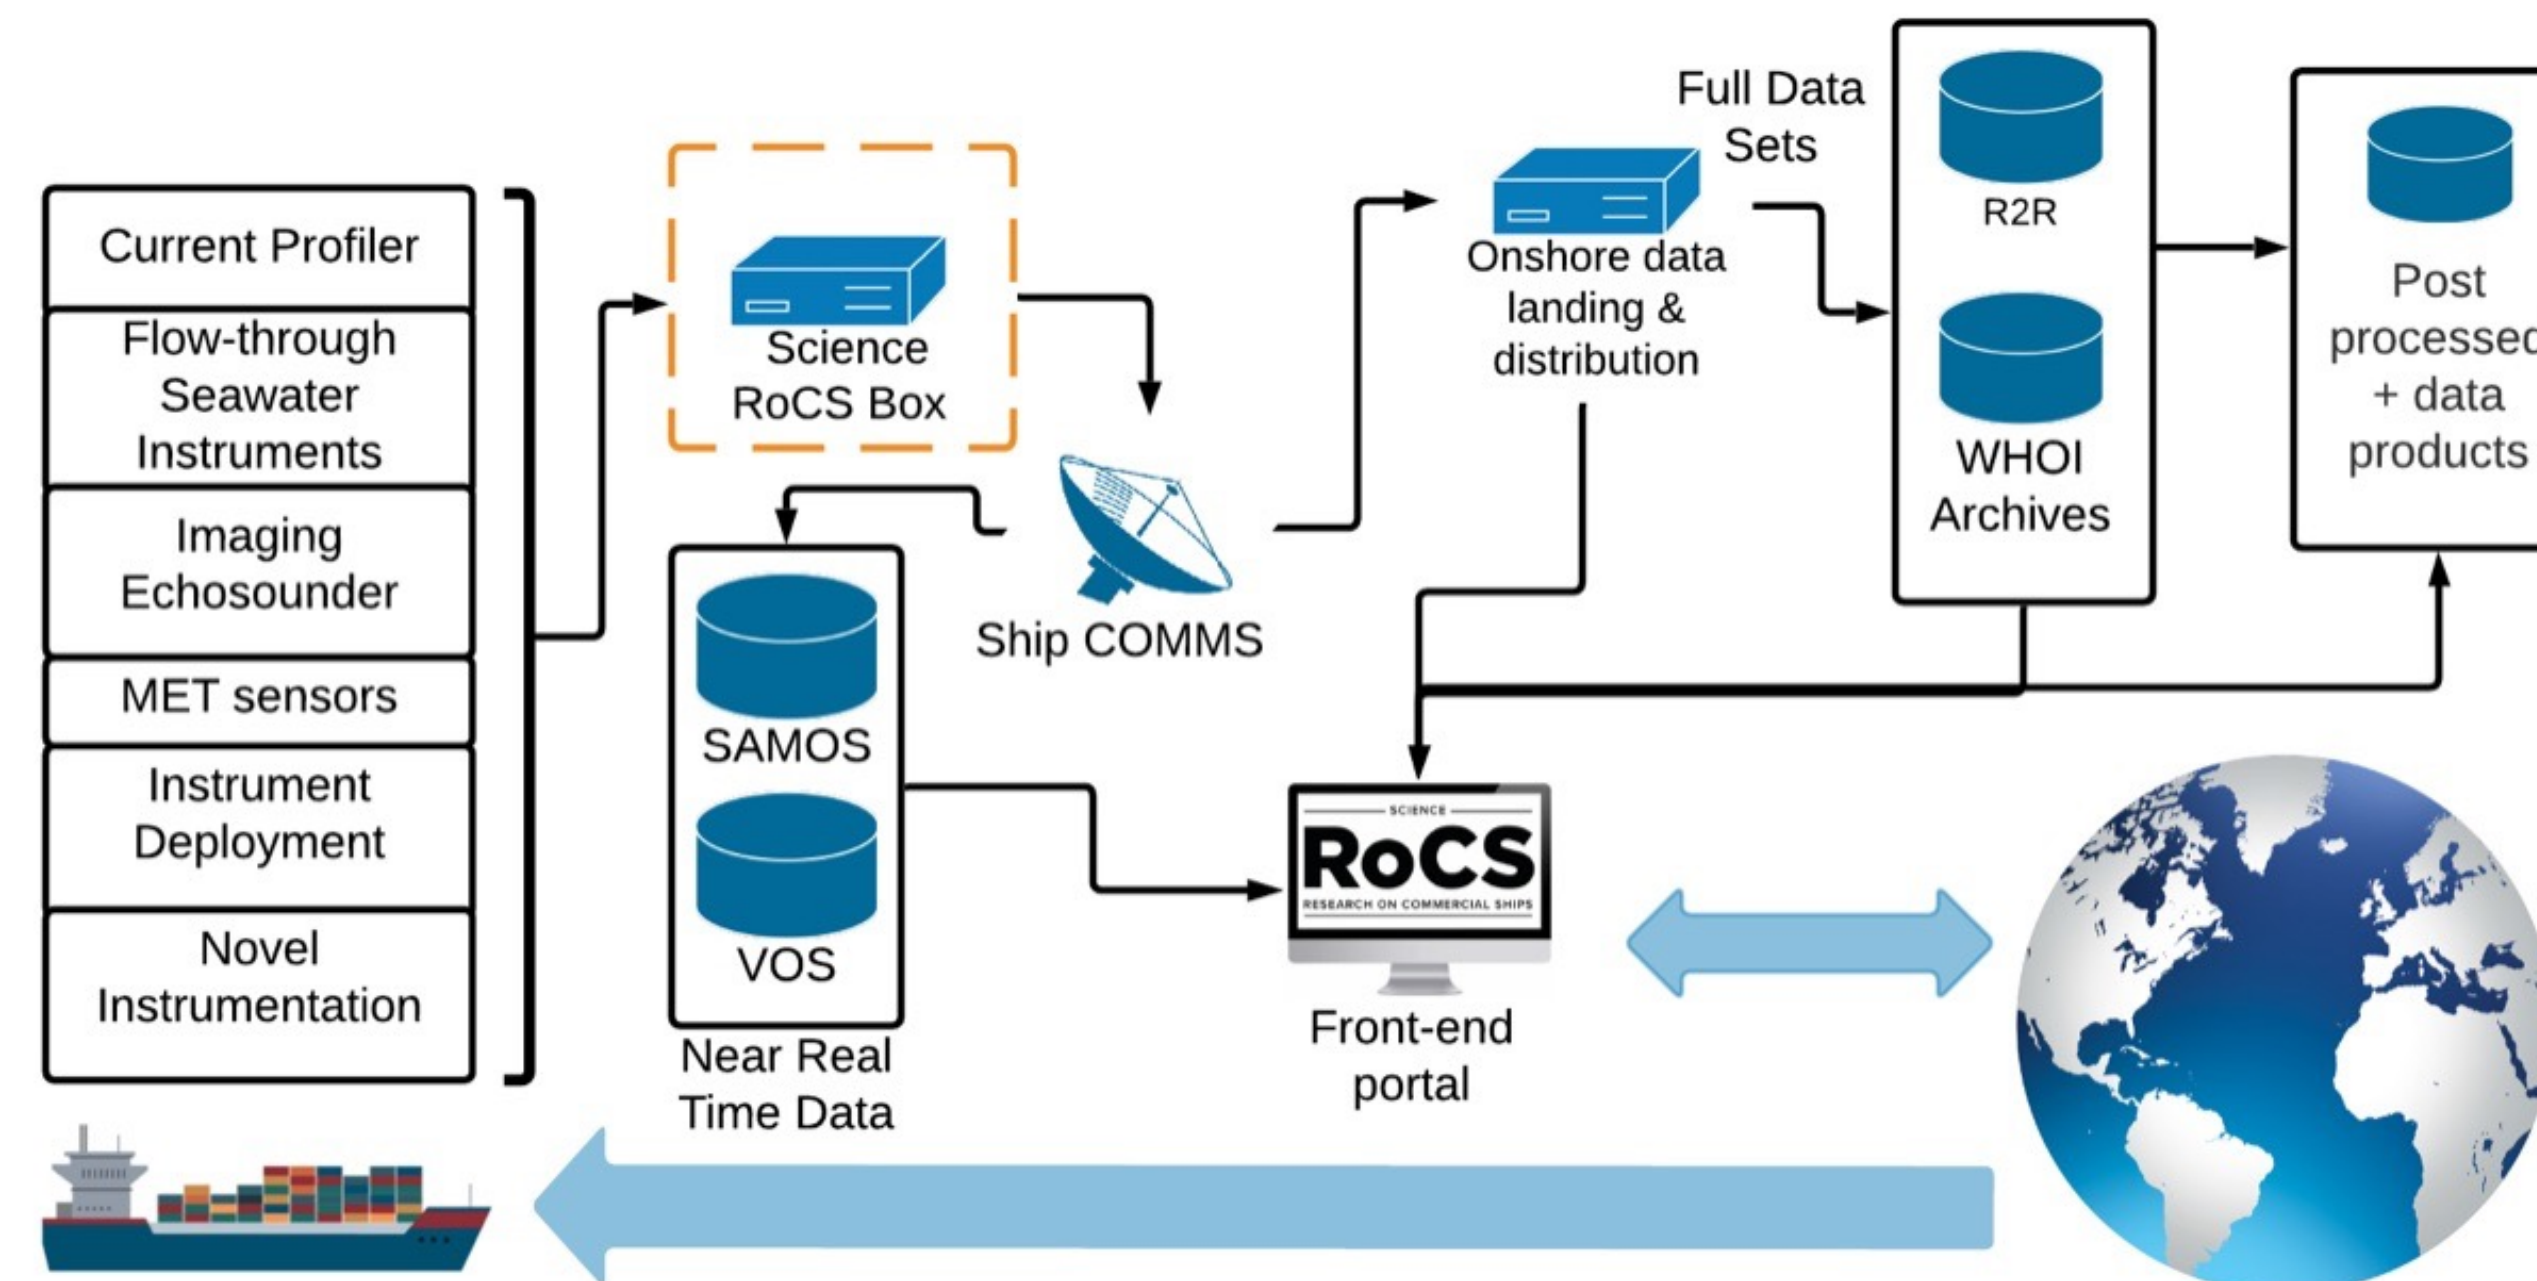 Current Profiler
Flow-through
Seawater
Instruments
Imaging
Echosounder
MET sensors
Instrument
Deployment
Novel
Instrumentation
Science
RoCS Box
Ship COMMS
SAMOS
VOS
Near Real
Time Data
Onshore data
landing &
distribution
Full Data
Sets
R2R
WHOI
Archives
Post
processed
+ data
products
SCIENCE
RoCS
RESEARCH ON COMMERCIAL SHIPS
Front-end
portal